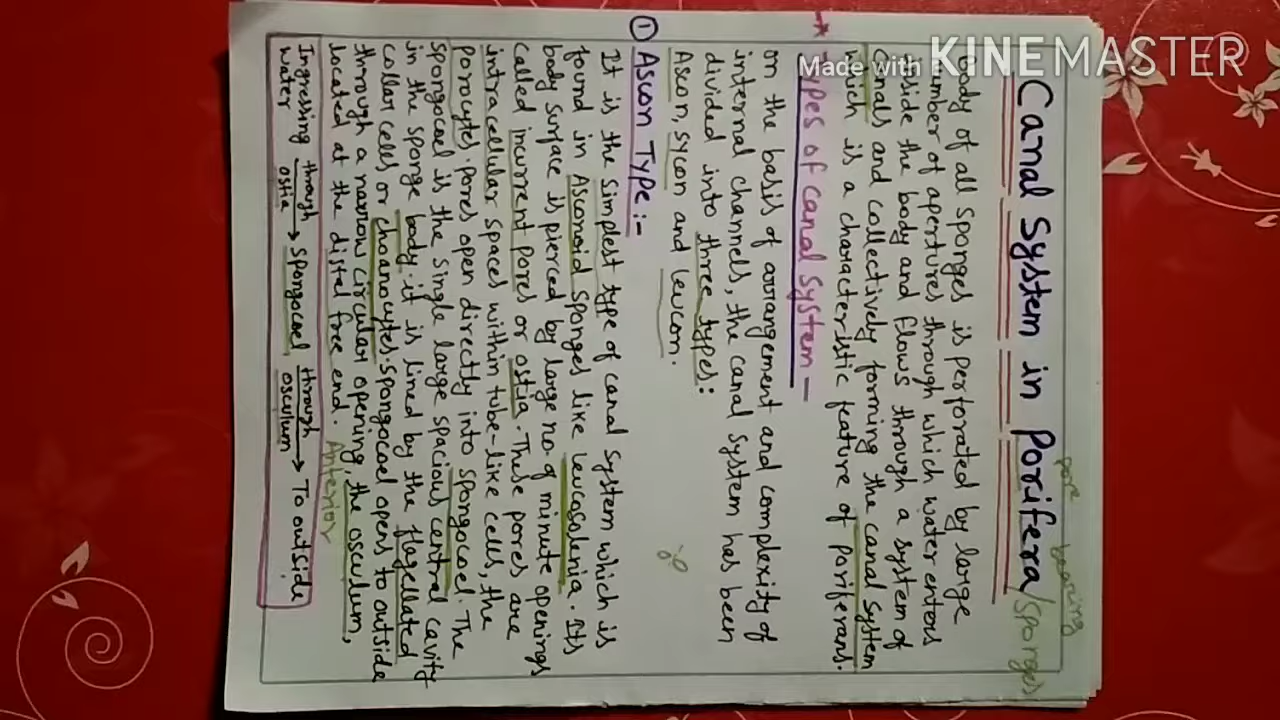 Made with KINEMASTER
pore bearing
Canal System in Porifera/Sponges
Body of all sponges is perforated by large
number of apertures through which water enters
inside the body and flows through a system of
canals and collectively forming the canal system
which is a characteristic feature of poriferans.
Types of canal system -
on the basis of arrangement and complexity of
internal channels, the canal system has been
divided into three types:
Ascon, sycon and leucon.
① Ascon Type:-
It is the simplest type of canal system which is
found in Asconoid sponges like leucosolenia. Its
body surface is pierced by large no. of minute openings
called incurrent pores or ostia. These pores are
intracellular spaces within tube-like cells, the
porocytes. pores open directly into spongocoel. The
spongocoel is the single large spacious central cavity
in the sponge body. it is lined by the flagellated
collar cells or choanocytes. spongocoel opens to outside
through a narrow circular opening, the osculum,
located at the distal free end. Anterior
Ingressing water through ostia → spongocoel through osculum → To outside